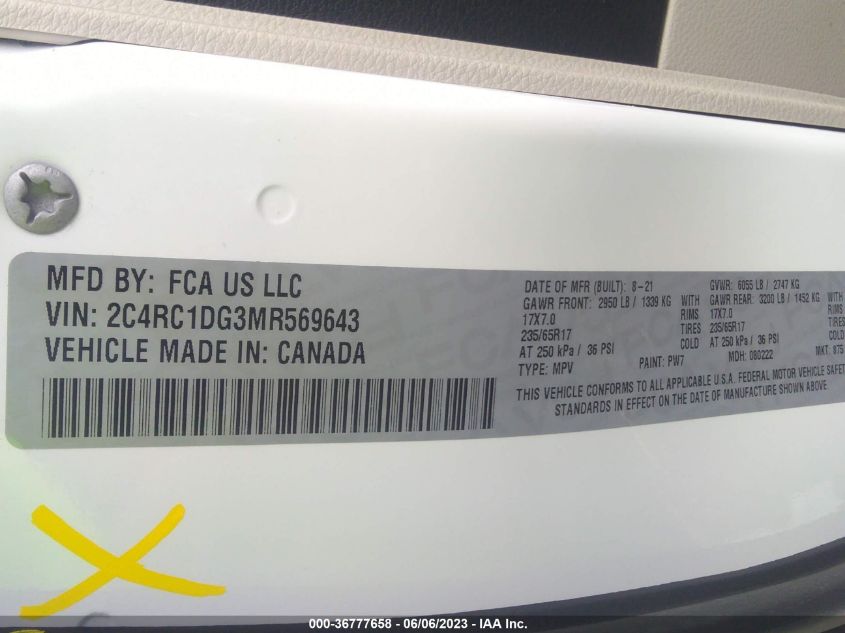 MFD BY: FCA US LLC
VIN: 2C4RC1DG3MR569643
VEHICLE MADE IN: CANADA
DATE OF MFR (BUILT): 8-21
GVWR: 6055 LB / 2747 KG
GAWR FRONT: 2950 LB / 1339 KG WITH
GAWR REAR: 3200 LB / 1452 KG WITH
17X7.0 RIMS
17X7.0 RIMS
235/65R17 TIRES
235/65R17 TIRES
AT 250 kPa / 36 PSI COLD
AT 250 kPa / 36 PSI COLD
TYPE: MPV PAINT: PW7 MDH: 080222 MKT: 875
THIS VEHICLE CONFORMS TO ALL APPLICABLE U.S.A. FEDERAL MOTOR VEHICLE SAFET
STANDARDS IN EFFECT ON THE DATE OF MANUFACTURE SHOWN ABOVE
000-36777658 - 06/06/2023 - IAA Inc.